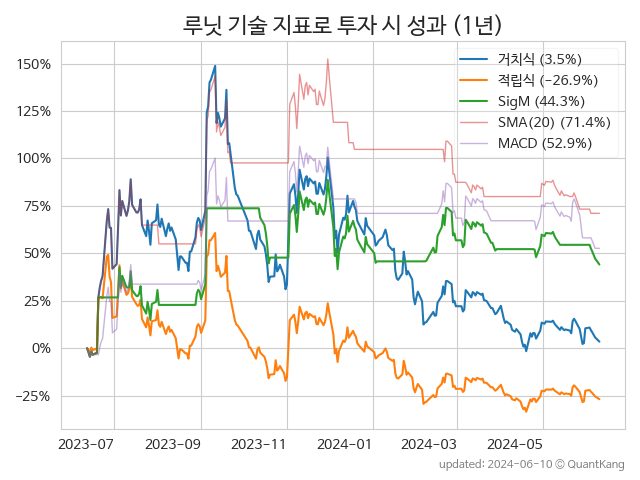 루닛 기술 지표로 투자 시 성과 (1년)
150%
125%
100%
75%
50%
25%
0%
−25%
거치식 (3.5%)
적립식 (−26.9%)
SigM (44.3%)
SMA(20) (71.4%)
MACD (52.9%)
2023−07
2023−09
2023−11
2024−01
2024−03
2024−05
updated: 2024−06−10 © QuantKang